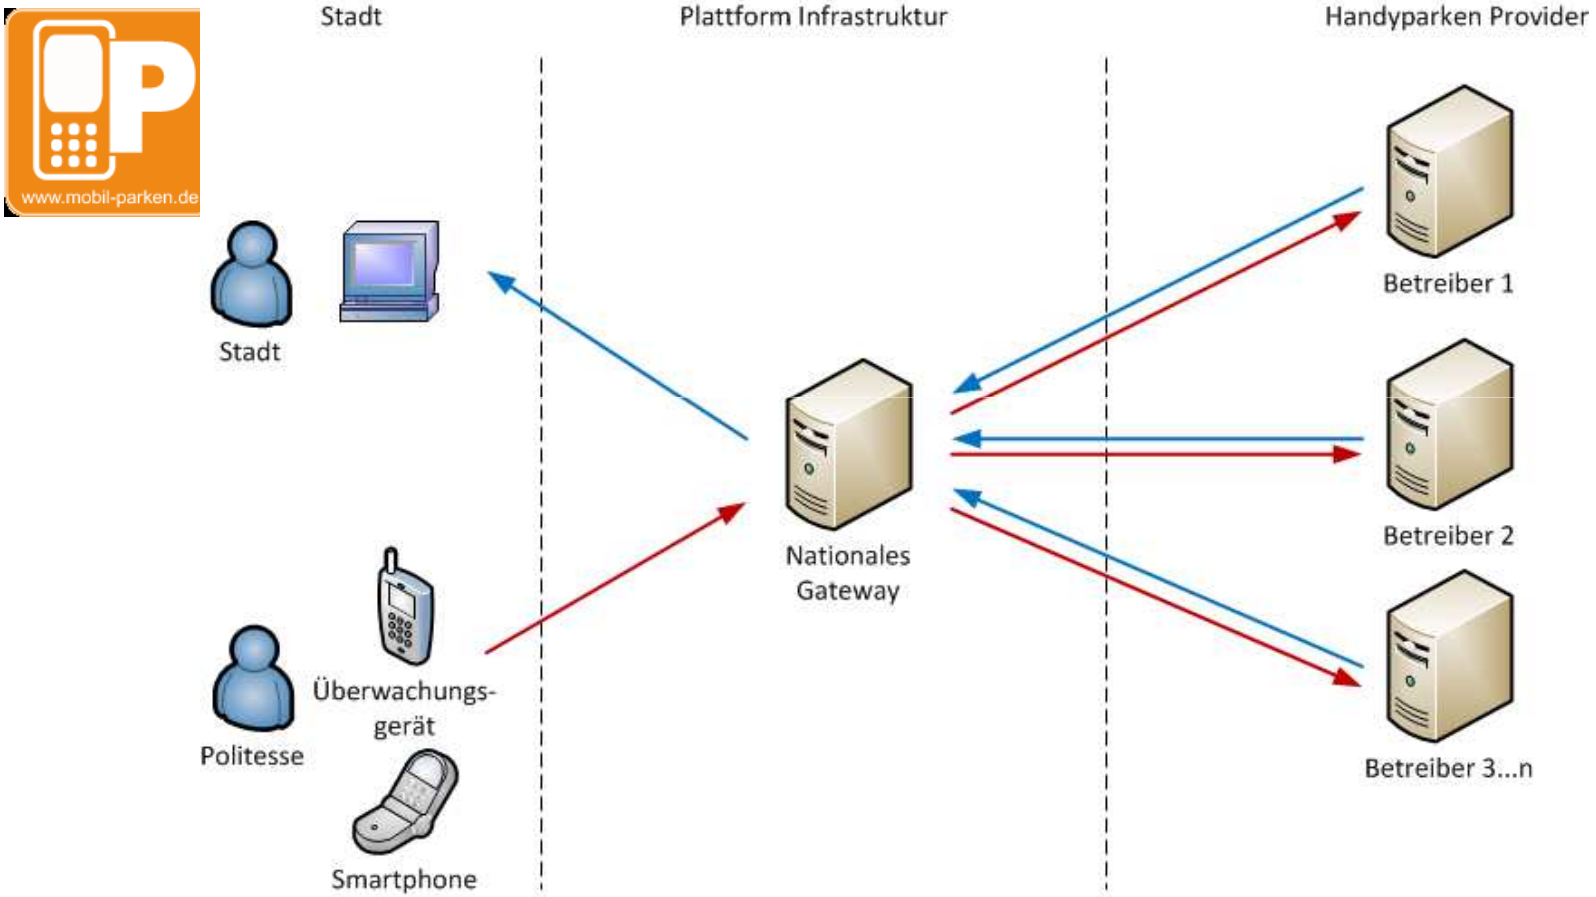 Stadt
Plattform Infrastruktur
Handyparken Provider
P
www.mobil-parken.de
Betreiber 1
Stadt
Betreiber 2
Nationales
Gateway
Überwachungs-
gerät
Politesse
Betreiber 3...n
Smartphone